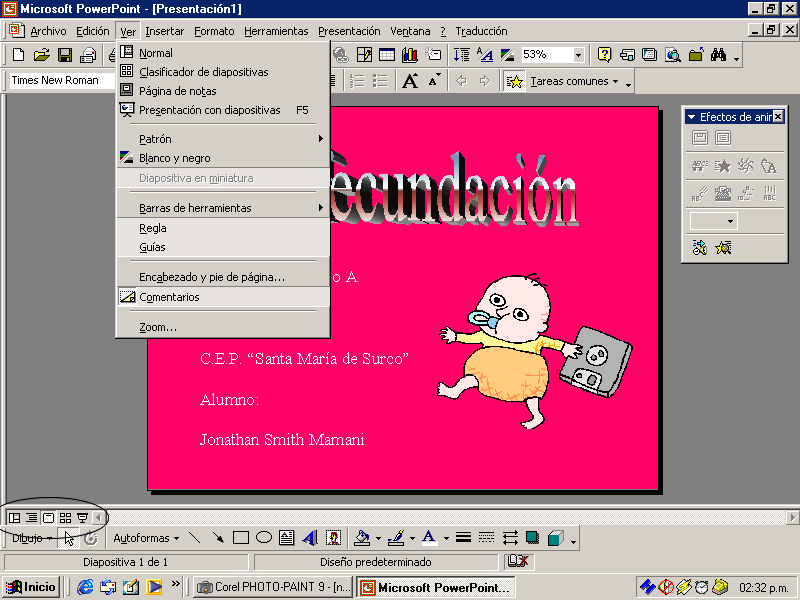 Microsoft PowerPoint - [Presentación1]
Archivo Edición Ver Insertar Formato Herramientas Presentación Ventana ? Traducción
53%
Times New Roman
Tareas comunes
Normal
Clasificador de diapositivas
Página de notas
Presentación con diapositivas F5
Patrón
Blanco y negro
Diapositiva en miniatura
Barras de herramientas
Regla
Guías
Encabezado y pie de página...
Comentarios
Zoom...
Efectos de anir
ecundación
o A
C.E.P. “Santa María de Surco”
Alumno:
Jonathan Smith Mamani
Dibujo
Autoformas
Diapositiva 1 de 1
Diseño predeterminado
Inicio
Corel PHOTO-PAINT 9 - [n...
Microsoft PowerPoint...
02:32 p.m.